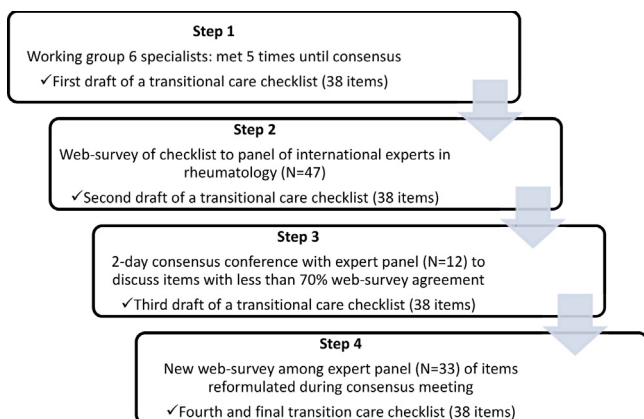 Step 1
Working group 6 specialists: met 5 times until consensus
✓First draft of a transitional care checklist (38 items)
Step 2
Web-survey of checklist to panel of international experts in
rheumatology (N=47)
✓Second draft of a transitional care checklist (38 items)
Step 3
2-day consensus conference with expert panel (N=12) to
discuss items with less than 70% web-survey agreement
✓Third draft of a transitional care checklist (38 items)
Step 4
New web-survey among expert panel (N=33) of items
reformulated during consensus meeting
✓Fourth and final transition care checklist (38 items)